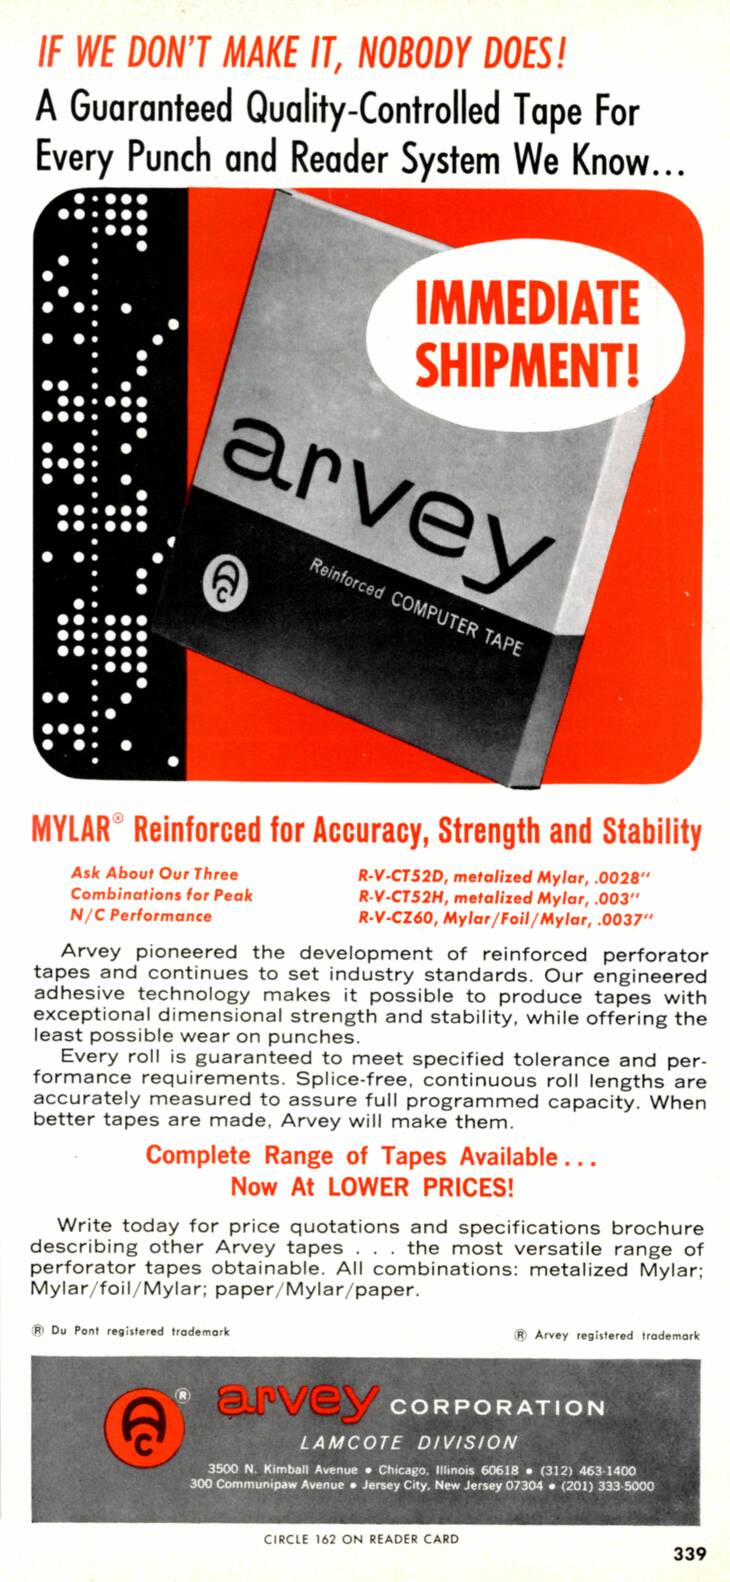 IF WE DON'T MAKE IT, NOBODY DOES!
A Guaranteed Quality-Controlled Tape For
Every Punch and Reader System We Know...
IMMEDIATE
SHIPMENT!
arvey
Reinforced COMPUTER TAPE
AC
MYLAR® Reinforced for Accuracy, Strength and Stability
Ask About Our Three
Combinations for Peak
N/C Performance
R-V-CT52D, metalized Mylar, .0028"
R-V-CT52H, metalized Mylar, .003"
R-V-CZ60, Mylar/Foil/Mylar, .0037"
Arvey pioneered the development of reinforced perforator
tapes and continues to set industry standards. Our engineered
adhesive technology makes it possible to produce tapes with
exceptional dimensional strength and stability, while offering the
least possible wear on punches.
Every roll is guaranteed to meet specified tolerance and per-
formance requirements. Splice-free, continuous roll lengths are
accurately measured to assure full programmed capacity. When
better tapes are made, Arvey will make them.
Complete Range of Tapes Available...
Now At LOWER PRICES!
Write today for price quotations and specifications brochure
describing other Arvey tapes . . . the most versatile range of
perforator tapes obtainable. All combinations: metalized Mylar;
Mylar/foil/Mylar; paper/Mylar/paper.
® Du Pont registered trademark
® Arvey registered trademark
AC ® arvey CORPORATION
LAMCOTE DIVISION
3500 N. Kimball Avenue • Chicago, Illinois 60618 • (312) 463-1400
300 Communipaw Avenue • Jersey City, New Jersey 07304 • (201) 333-5000
CIRCLE 162 ON READER CARD
339